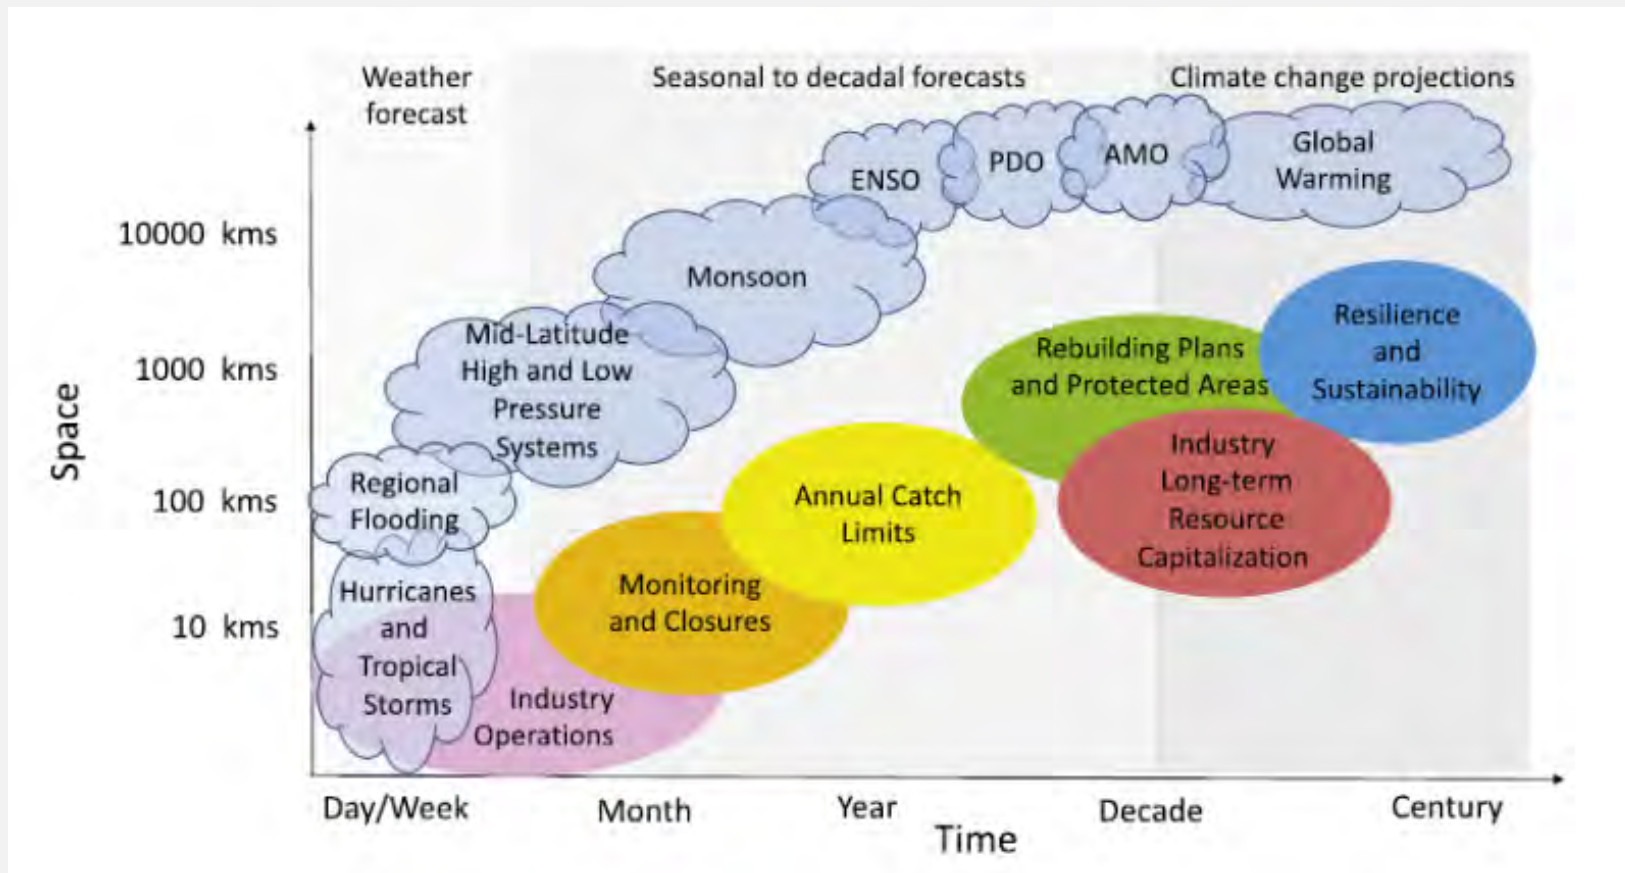 Weather
forecast
Seasonal to decadal forecasts
Climate change projections
Global
Warming
AMO
PDO
ENSO
10000 kms
Monsoon
Mid-Latitude
High and Low
Pressure
Systems
1000 kms
Resilience
and
Sustainability
Rebuilding Plans
and Protected Areas
Space
Industry
Long-term
Resource
Capitalization
Regional
Flooding
100 kms
Annual Catch
Limits
Hurricanes
and
Tropical
Storms
10 kms
Monitoring
and Closures
Industry
Operations
Day/Week
Month
Year
Decade
Century
Time